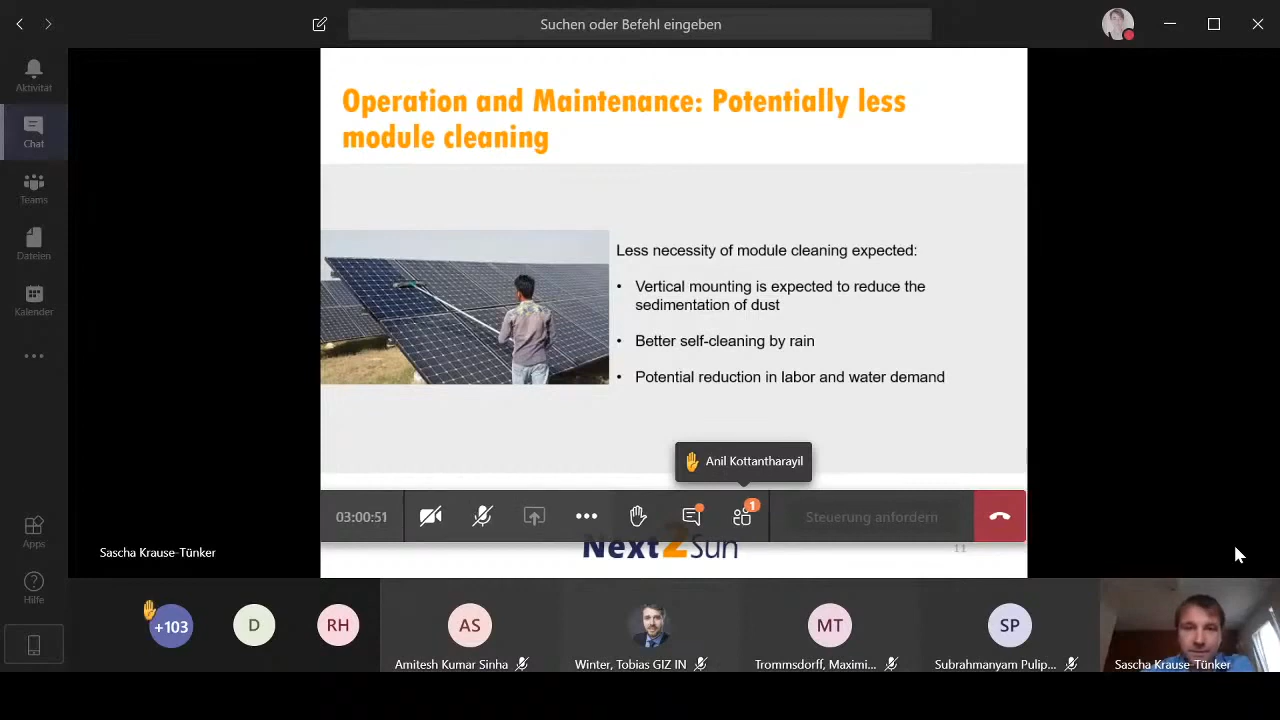 Suchen oder Befehl eingeben
Aktivität
Chat
Teams
Dateien
Kalender
Apps
Hilfe
Operation and Maintenance: Potentially less
module cleaning
Less necessity of module cleaning expected:
• Vertical mounting is expected to reduce the
sedimentation of dust
• Better self-cleaning by rain
• Potential reduction in labor and water demand
Anil Kottantharayil
03:00:51
1
Steuerung anfordern
Next2Sun
11
Sascha Krause-Tünker
+103
D
RH
AS
MT
SP
Amitesh Kumar Sinha
Winter, Tobias GIZ IN
Trommsdorff, Maximi...
Subrahmanyam Pulip...
Sascha Krause-Tünker